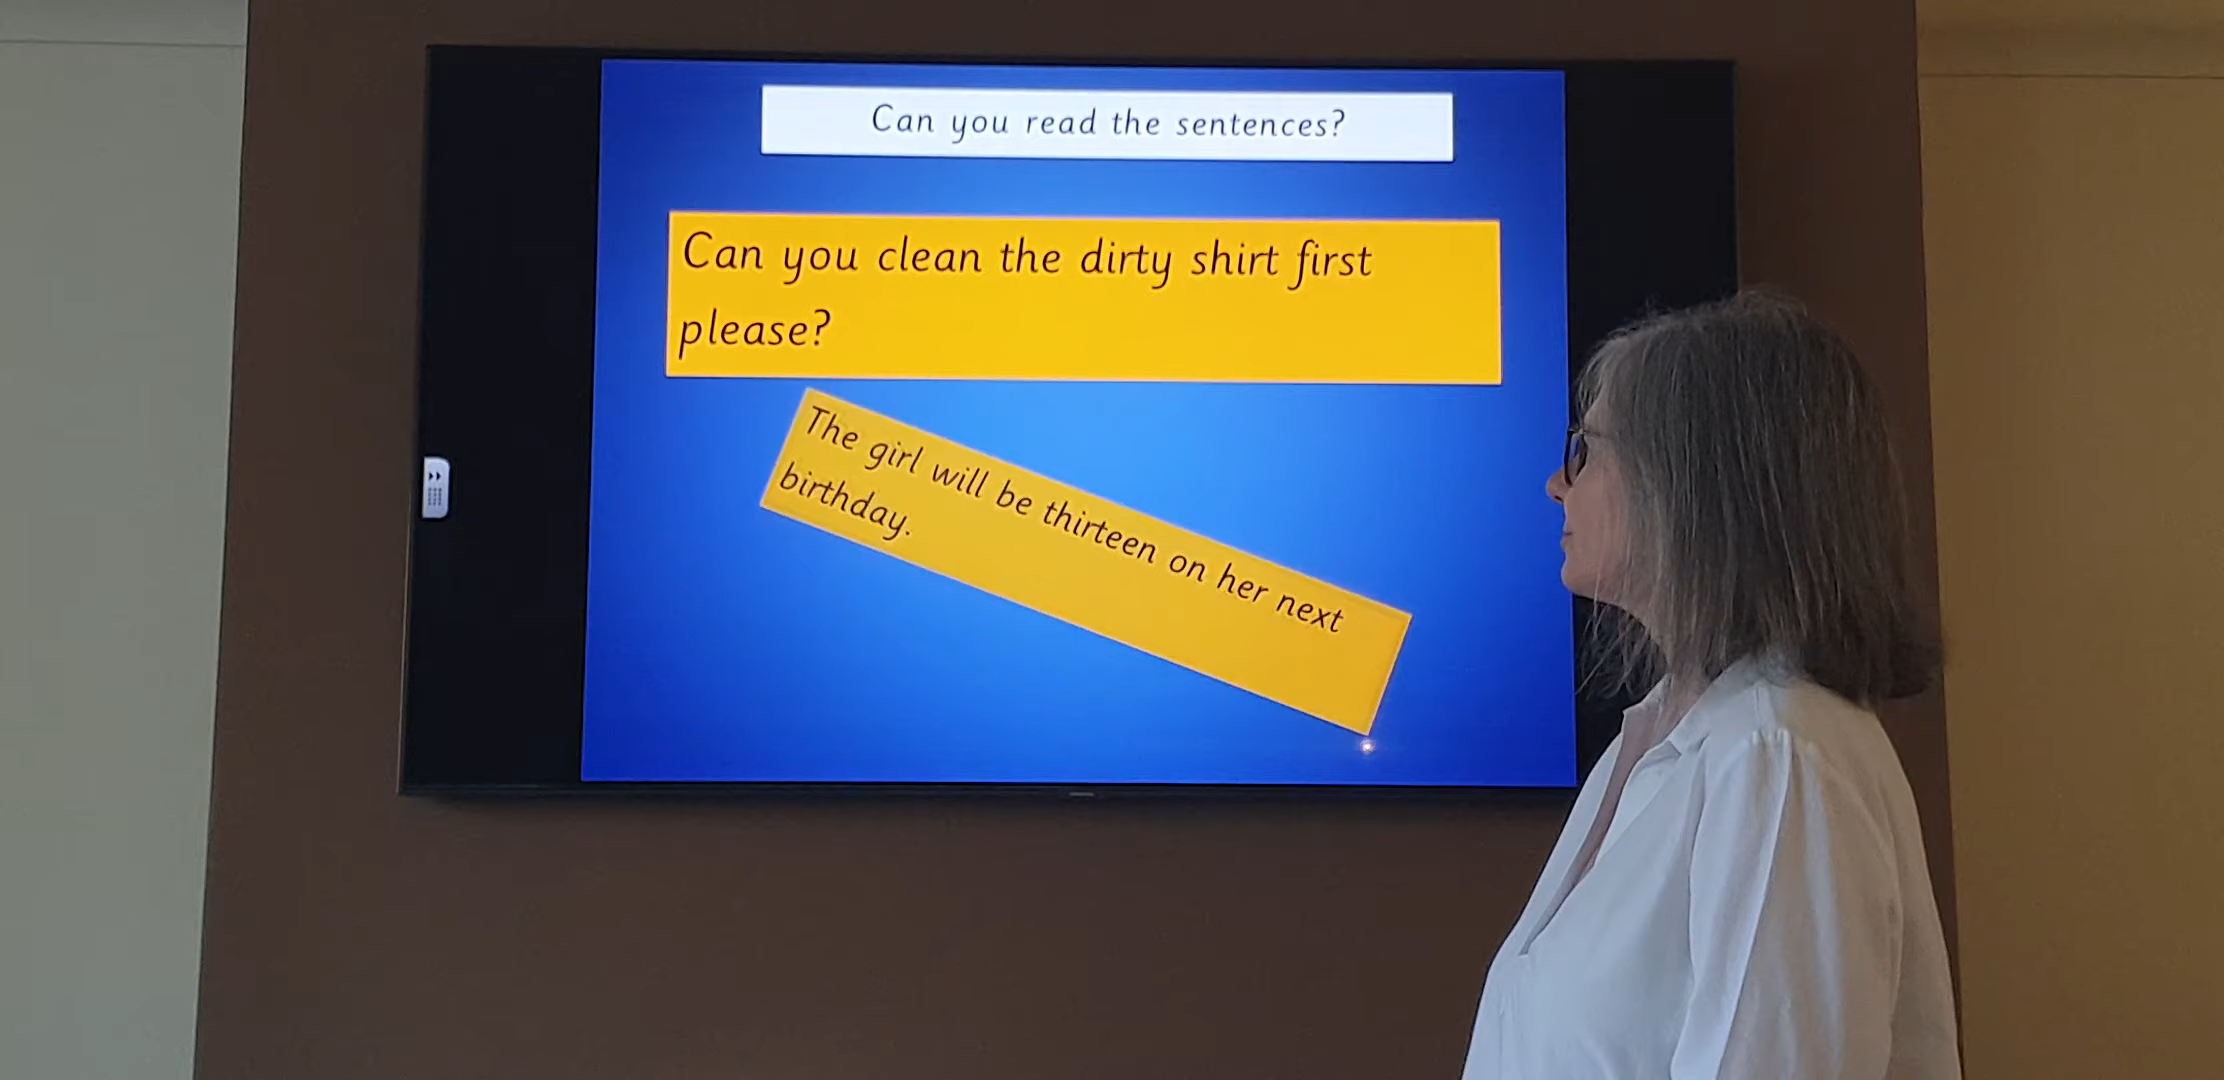 Can you read the sentences?
Can you clean the dirty shirt first
please?
The girl will be thirteen on her next
birthday.